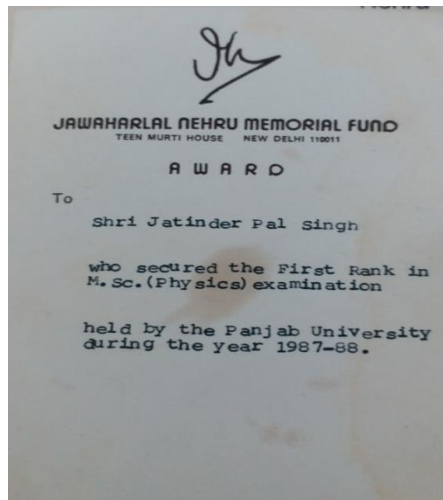 JAWAHARLAL NEHRU MEMORIAL FUND
TEEN MURTI HOUSE NEW DELHI 110011
AWARD
To
Shri Jatinder Pal Singh
who secured the First Rank in
M.Sc.(Physics) examination
held by the Panjab University
during the year 1987-88.